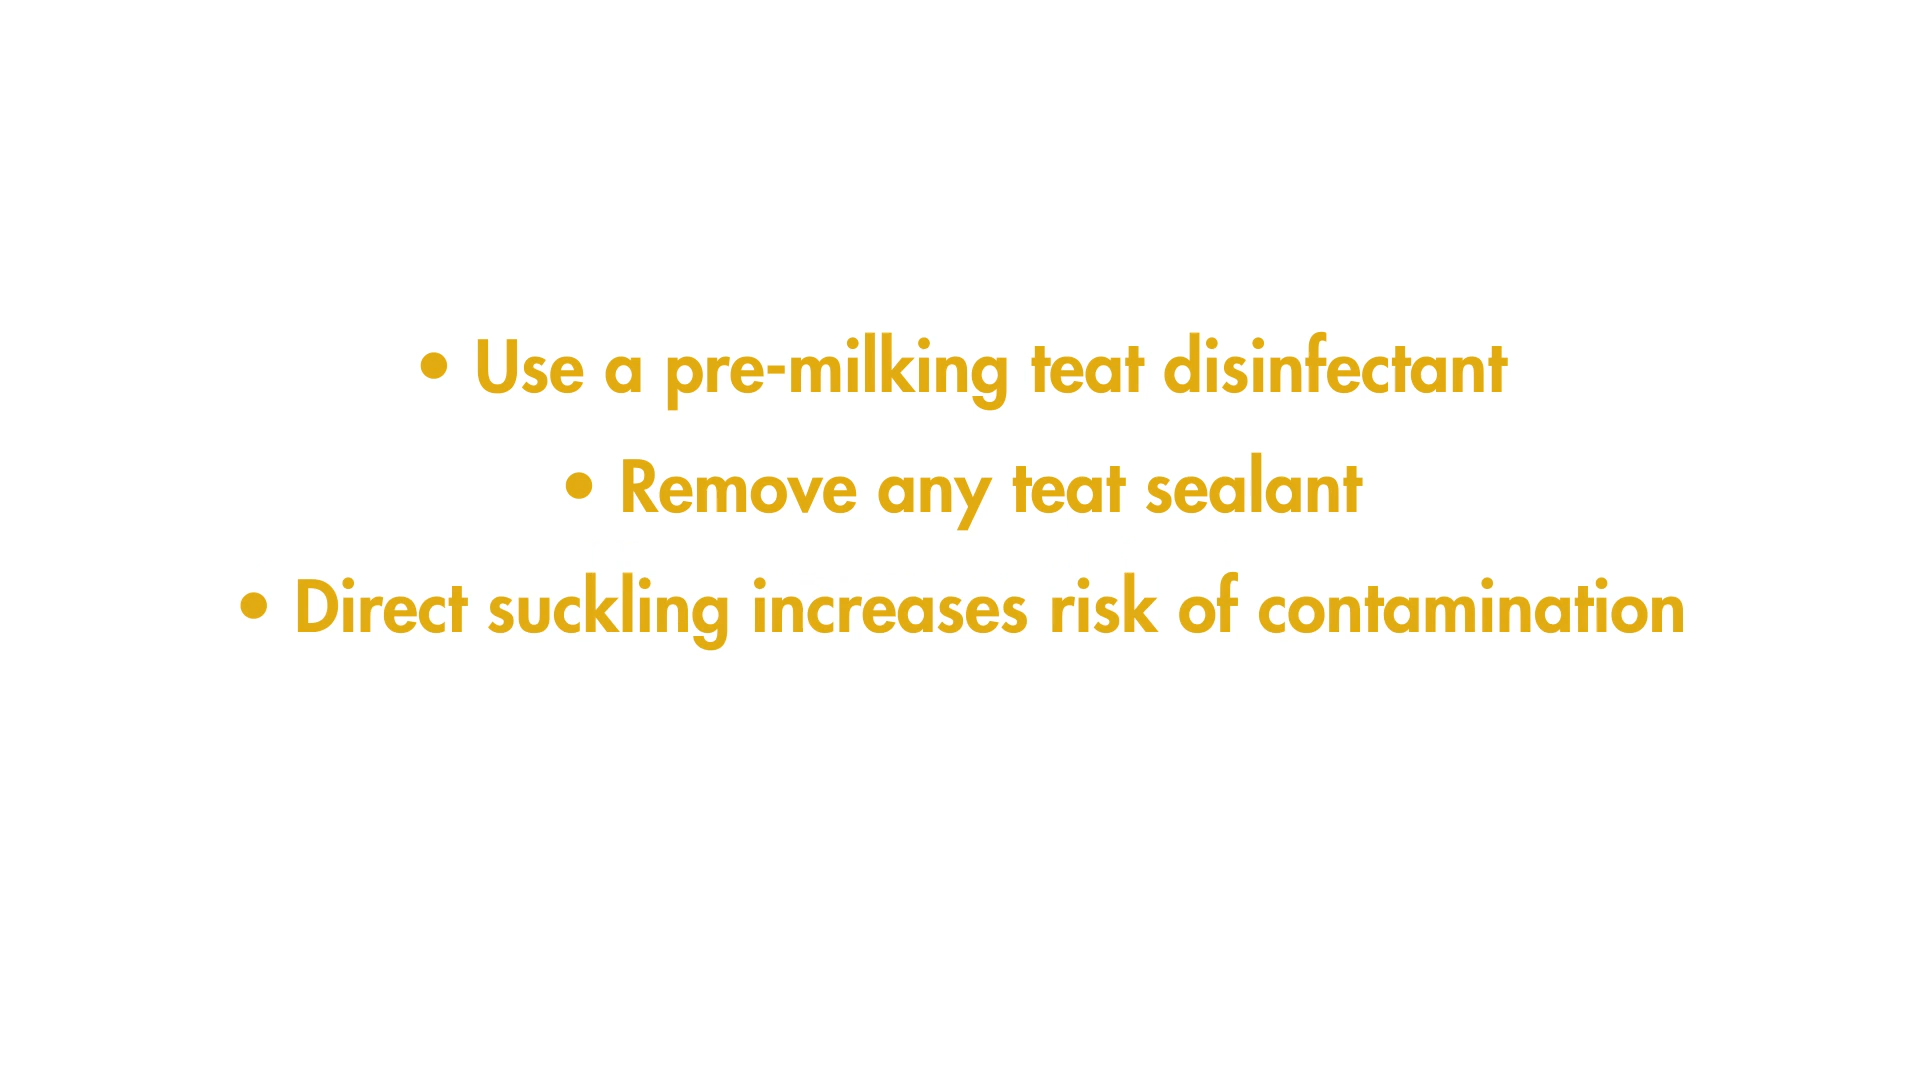 • Use a pre-milking teat disinfectant
• Remove any teat sealant
• Direct suckling increases risk of contamination